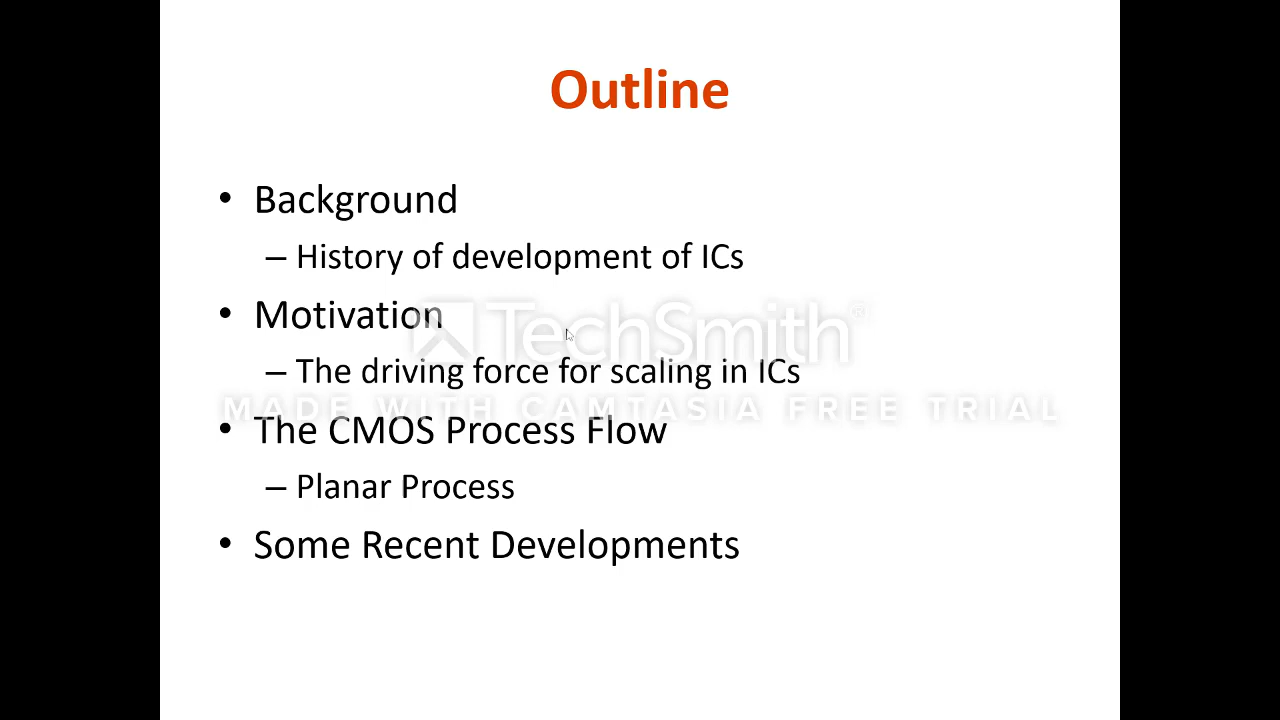 Outline
• Background
– History of development of ICs
• Motivation
TechSmith®
– The driving force for scaling in ICs
MADE WITH CAMTASIA FREE TRIAL
• The CMOS Process Flow
– Planar Process
• Some Recent Developments